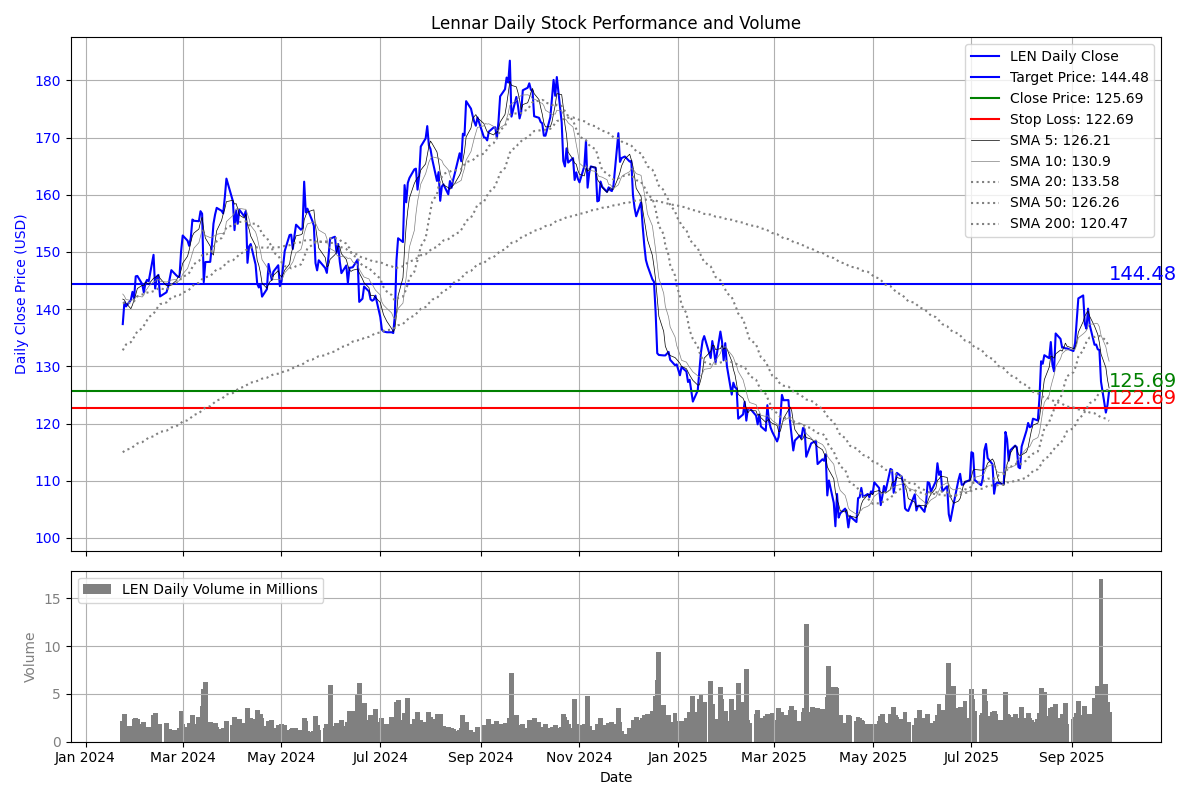 Lennar Daily Stock Performance and Volume
Daily Close Price (USD)
180
170
160
150
140
130
120
110
100
LEN Daily Close
Target Price: 144.48
Close Price: 125.69
Stop Loss: 122.69
SMA 5: 126.21
SMA 10: 130.9
SMA 20: 133.58
SMA 50: 126.26
SMA 200: 120.47
144.48
125.69
122.69
LEN Daily Volume in Millions
Volume
15
10
5
0
Jan 2024 Mar 2024 May 2024 Jul 2024 Sep 2024 Nov 2024 Jan 2025 Mar 2025 May 2025 Jul 2025 Sep 2025
Date